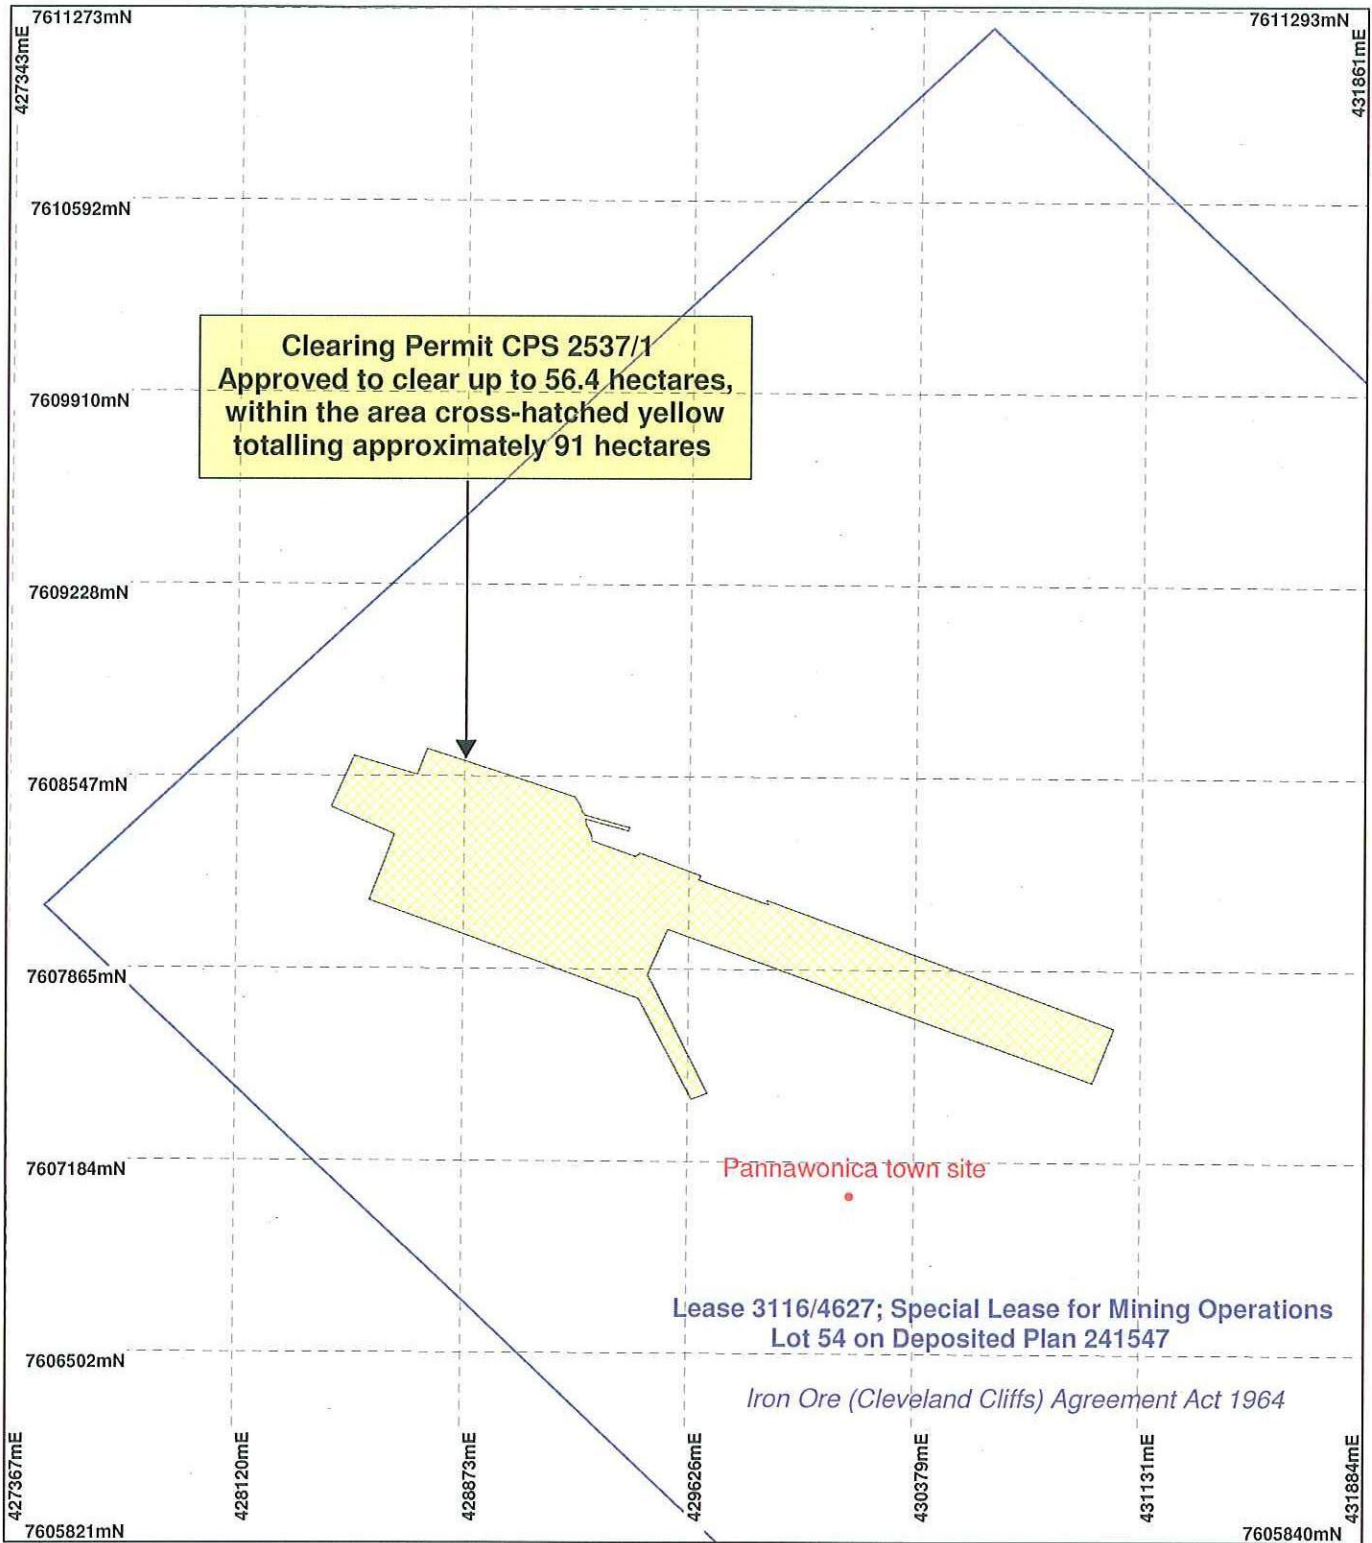 7611273mN
7611293mN
427343mE
431861mE
7610592mN
Clearing Permit CPS 2537/1
Approved to clear up to 56.4 hectares,
within the area cross-hatched yellow
totalling approximately 91 hectares
7609910mN
7609228mN
7608547mN
7607865mN
7607184mN
Pannawonica town site
Lease 3116/4627; Special Lease for Mining Operations
Lot 54 on Deposited Plan 241547
7606502mN
Iron Ore (Cleveland Cliffs) Agreement Act 1964
427367mE
428120mE
428873mE
429626mE
430379mE
431131mE
431884mE
7605821mN
7605840mN